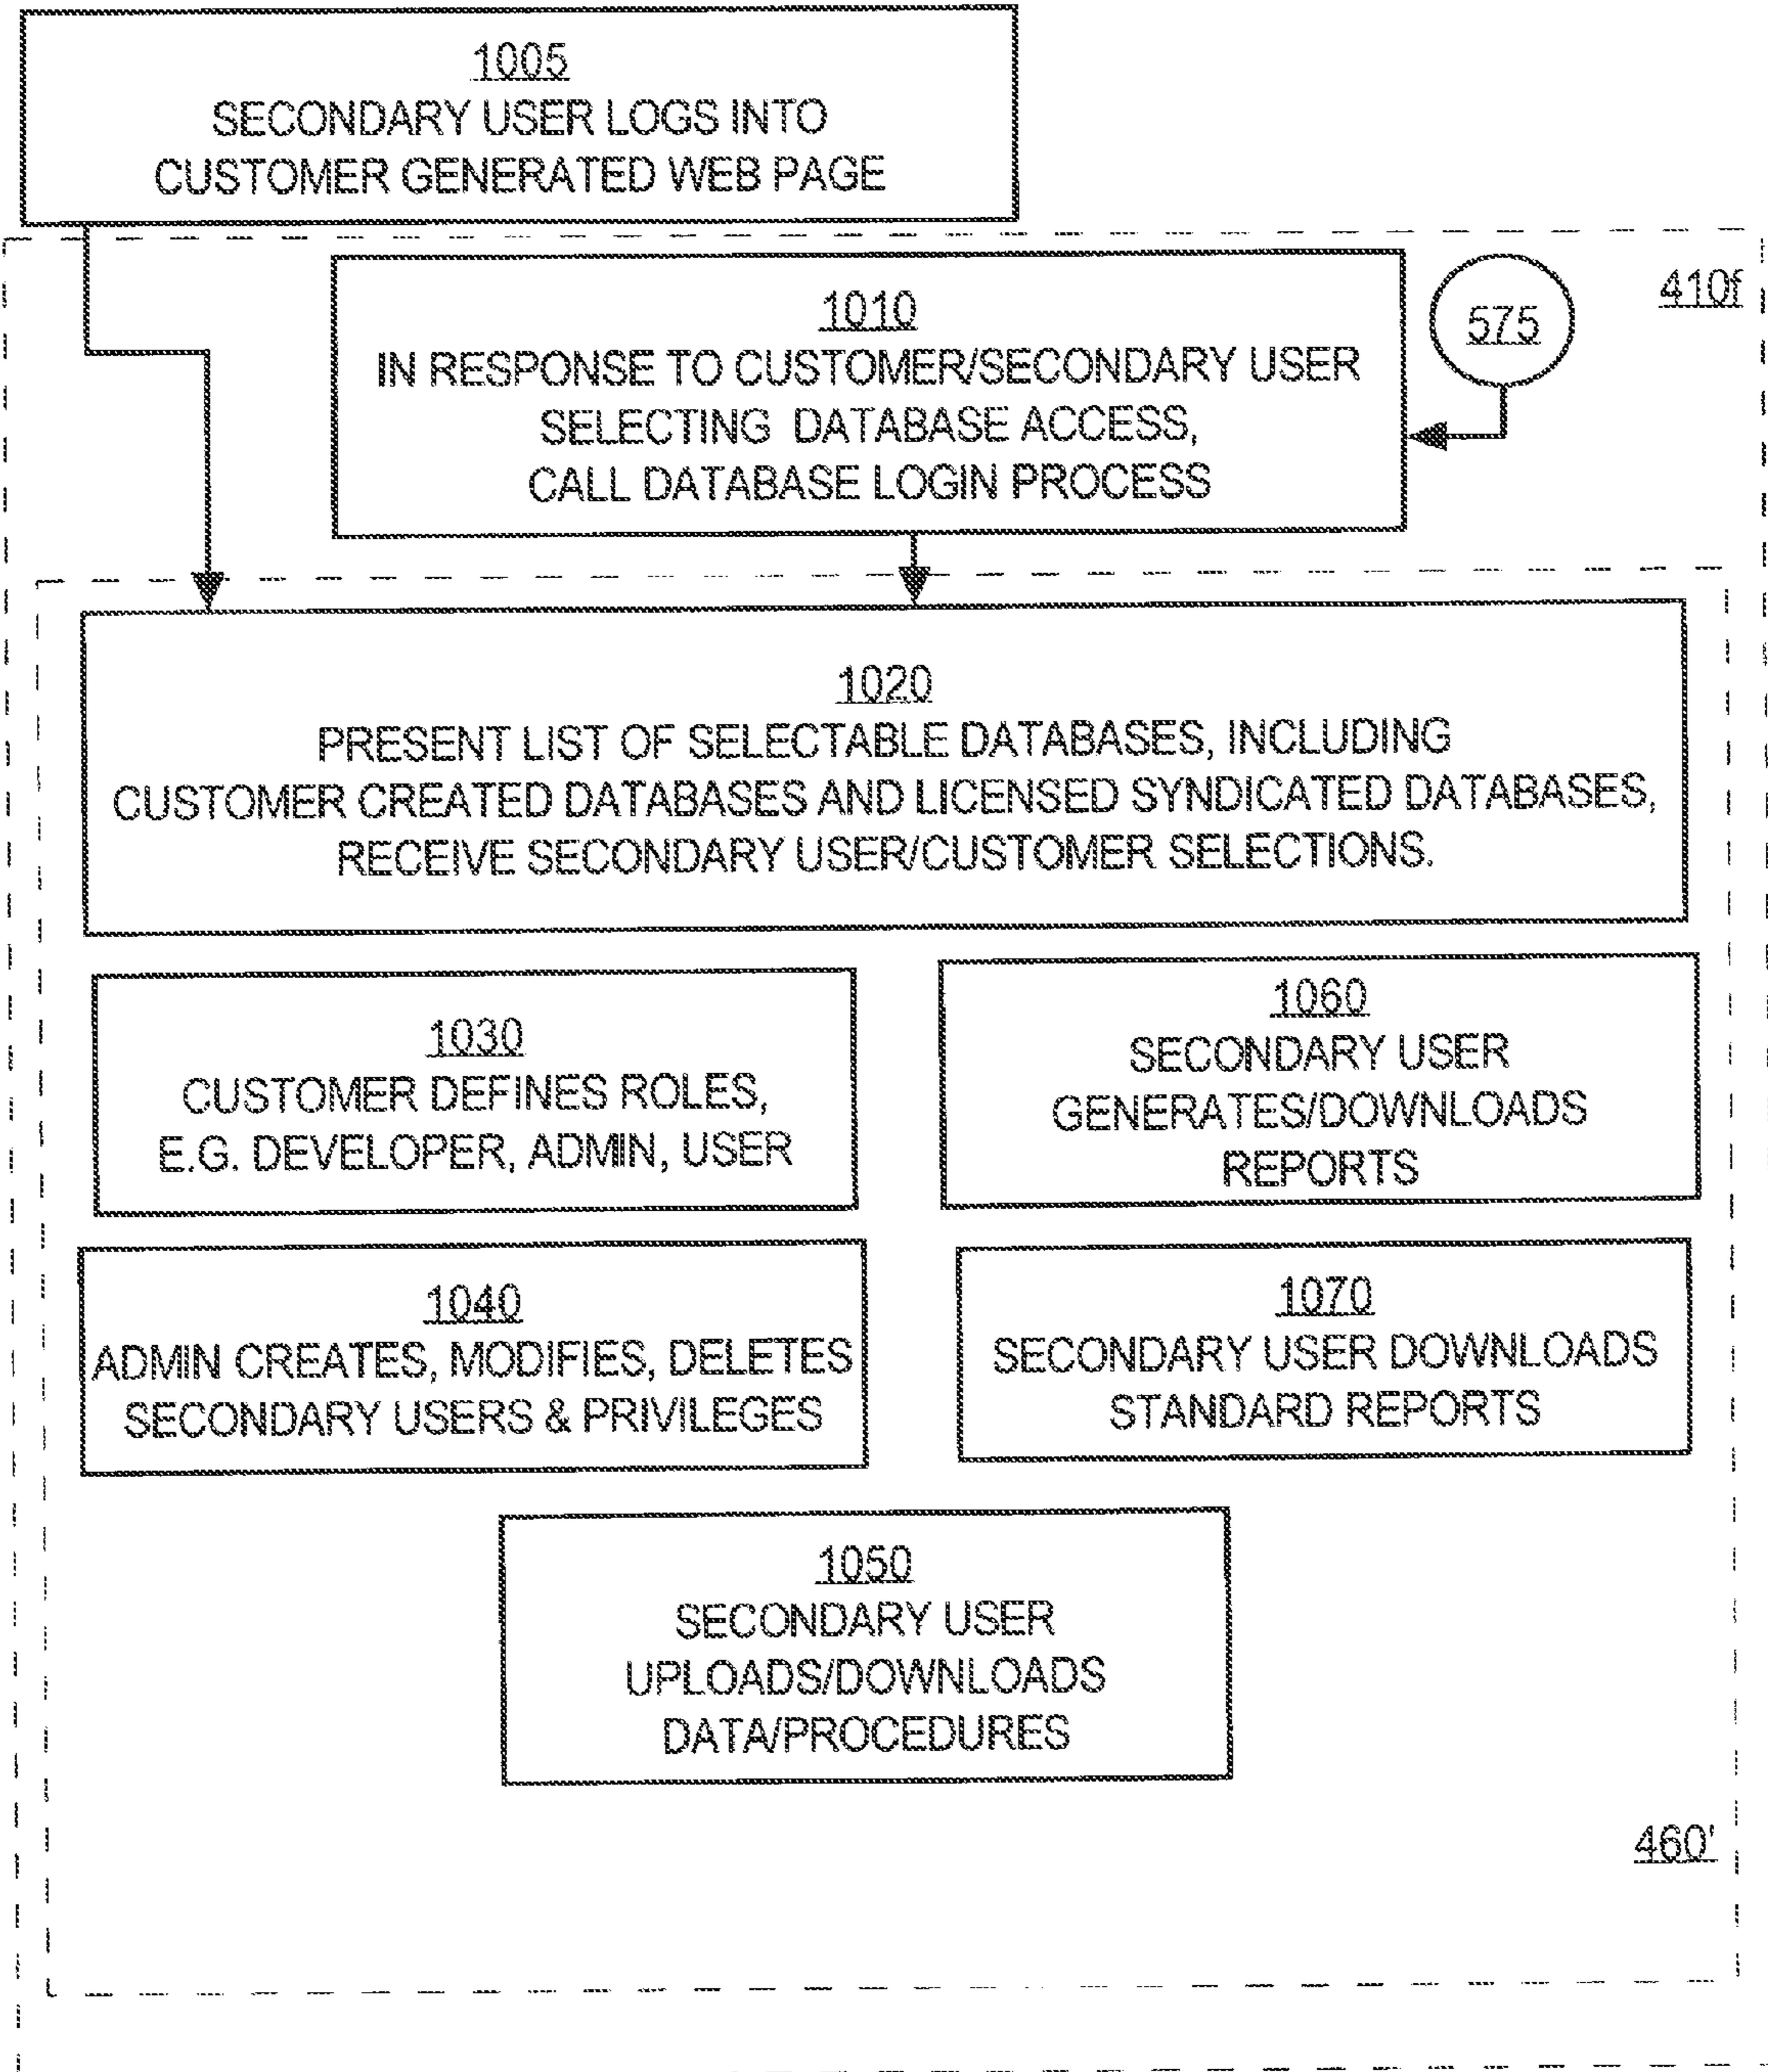 1005
SECONDARY USER LOGS INTO
CUSTOMER GENERATED WEB PAGE
410f
1010
IN RESPONSE TO CUSTOMER/SECONDARY USER
SELECTING DATABASE ACCESS,
CALL DATABASE LOGIN PROCESS
575
1020
PRESENT LIST OF SELECTABLE DATABASES, INCLUDING
CUSTOMER CREATED DATABASES AND LICENSED SYNDICATED DATABASES,
RECEIVE SECONDARY USER/CUSTOMER SELECTIONS.
1030
CUSTOMER DEFINES ROLES,
E.G. DEVELOPER, ADMIN, USER
1060
SECONDARY USER
GENERATES/DOWNLOADS
REPORTS
1040
ADMIN CREATES, MODIFIES, DELETES
SECONDARY USERS & PRIVILEGES
1070
SECONDARY USER DOWNLOADS
STANDARD REPORTS
1050
SECONDARY USER
UPLOADS/DOWNLOADS
DATA/PROCEDURES
460'